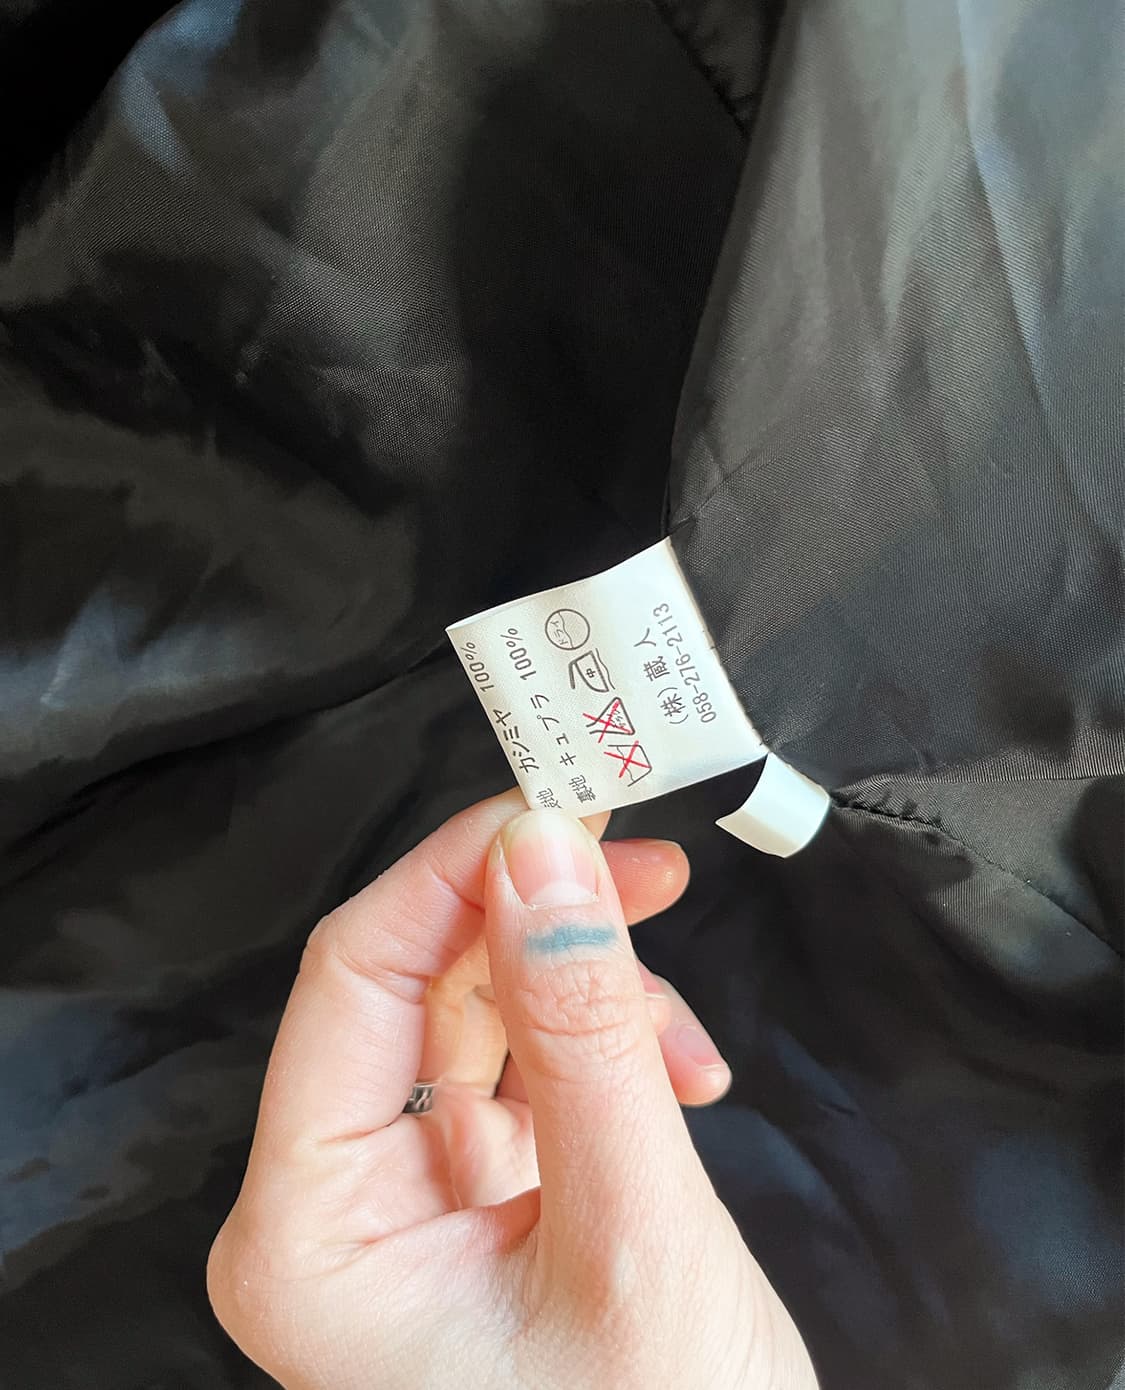 表地 カシミヤ 100%
裏地 キュプラ 100%
ドライ 中
(株) 蔵人
058-276-2113